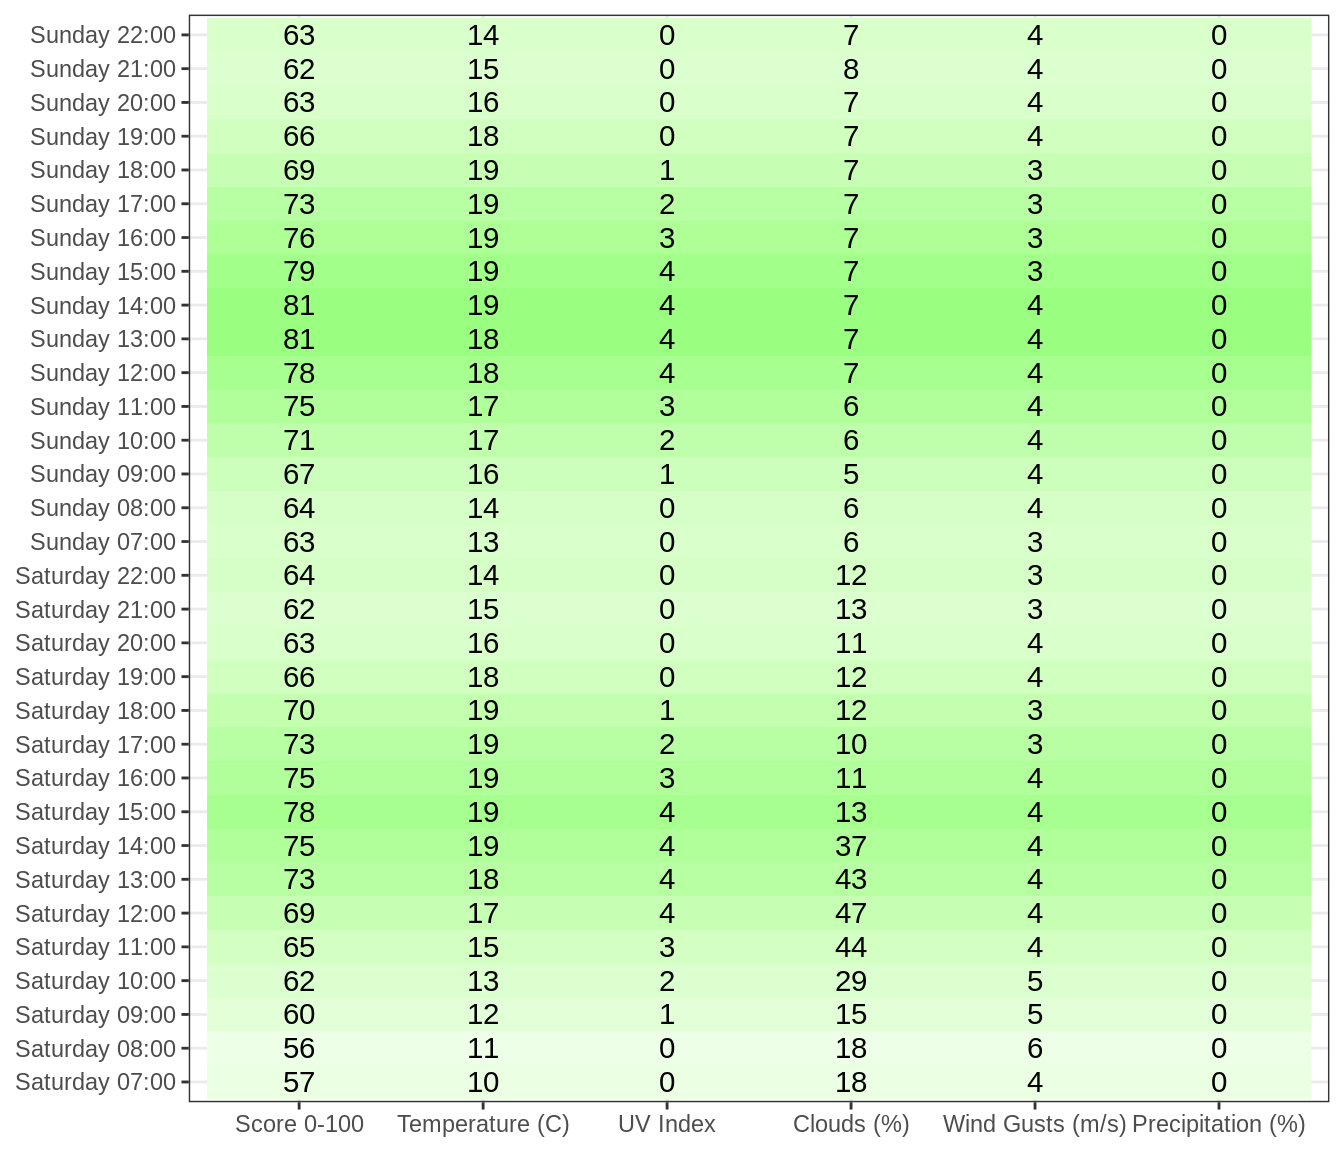 Sunday 22:00 63 14 0 7 4 0
Sunday 21:00 62 15 0 8 4 0
Sunday 20:00 63 16 0 7 4 0
Sunday 19:00 66 18 0 7 4 0
Sunday 18:00 69 19 1 7 3 0
Sunday 17:00 73 19 2 7 3 0
Sunday 16:00 76 19 3 7 3 0
Sunday 15:00 79 19 4 7 3 0
Sunday 14:00 81 19 4 7 4 0
Sunday 13:00 81 18 4 7 4 0
Sunday 12:00 78 18 4 7 4 0
Sunday 11:00 75 17 3 6 4 0
Sunday 10:00 71 17 2 6 4 0
Sunday 09:00 67 16 1 5 4 0
Sunday 08:00 64 14 0 6 4 0
Sunday 07:00 63 13 0 6 3 0
Saturday 22:00 64 14 0 12 3 0
Saturday 21:00 62 15 0 13 3 0
Saturday 20:00 63 16 0 11 4 0
Saturday 19:00 66 18 0 12 4 0
Saturday 18:00 70 19 1 12 3 0
Saturday 17:00 73 19 2 10 3 0
Saturday 16:00 75 19 3 11 4 0
Saturday 15:00 78 19 4 13 4 0
Saturday 14:00 75 19 4 37 4 0
Saturday 13:00 73 18 4 43 4 0
Saturday 12:00 69 17 4 47 4 0
Saturday 11:00 65 15 3 44 4 0
Saturday 10:00 62 13 2 29 5 0
Saturday 09:00 60 12 1 15 5 0
Saturday 08:00 56 11 0 18 6 0
Saturday 07:00 57 10 0 18 4 0
Score 0-100 Temperature (C) UV Index Clouds (%) Wind Gusts (m/s) Precipitation (%)